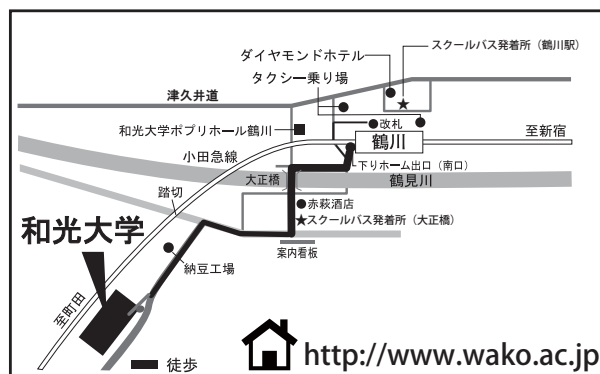 ダイヤモンドホテル
スクールバス発着所（鶴川駅）
タクシー乗り場
津久井道
和光大学ポプリホール鶴川
改札
鶴川
至新宿
小田急線
下りホーム出口（南口）
大正橋
鶴見川
踏切
赤萩酒店
スクールバス発着所（大正橋）
和光大学
案内看板
納豆工場
至町田
徒歩
http://www.wako.ac.jp